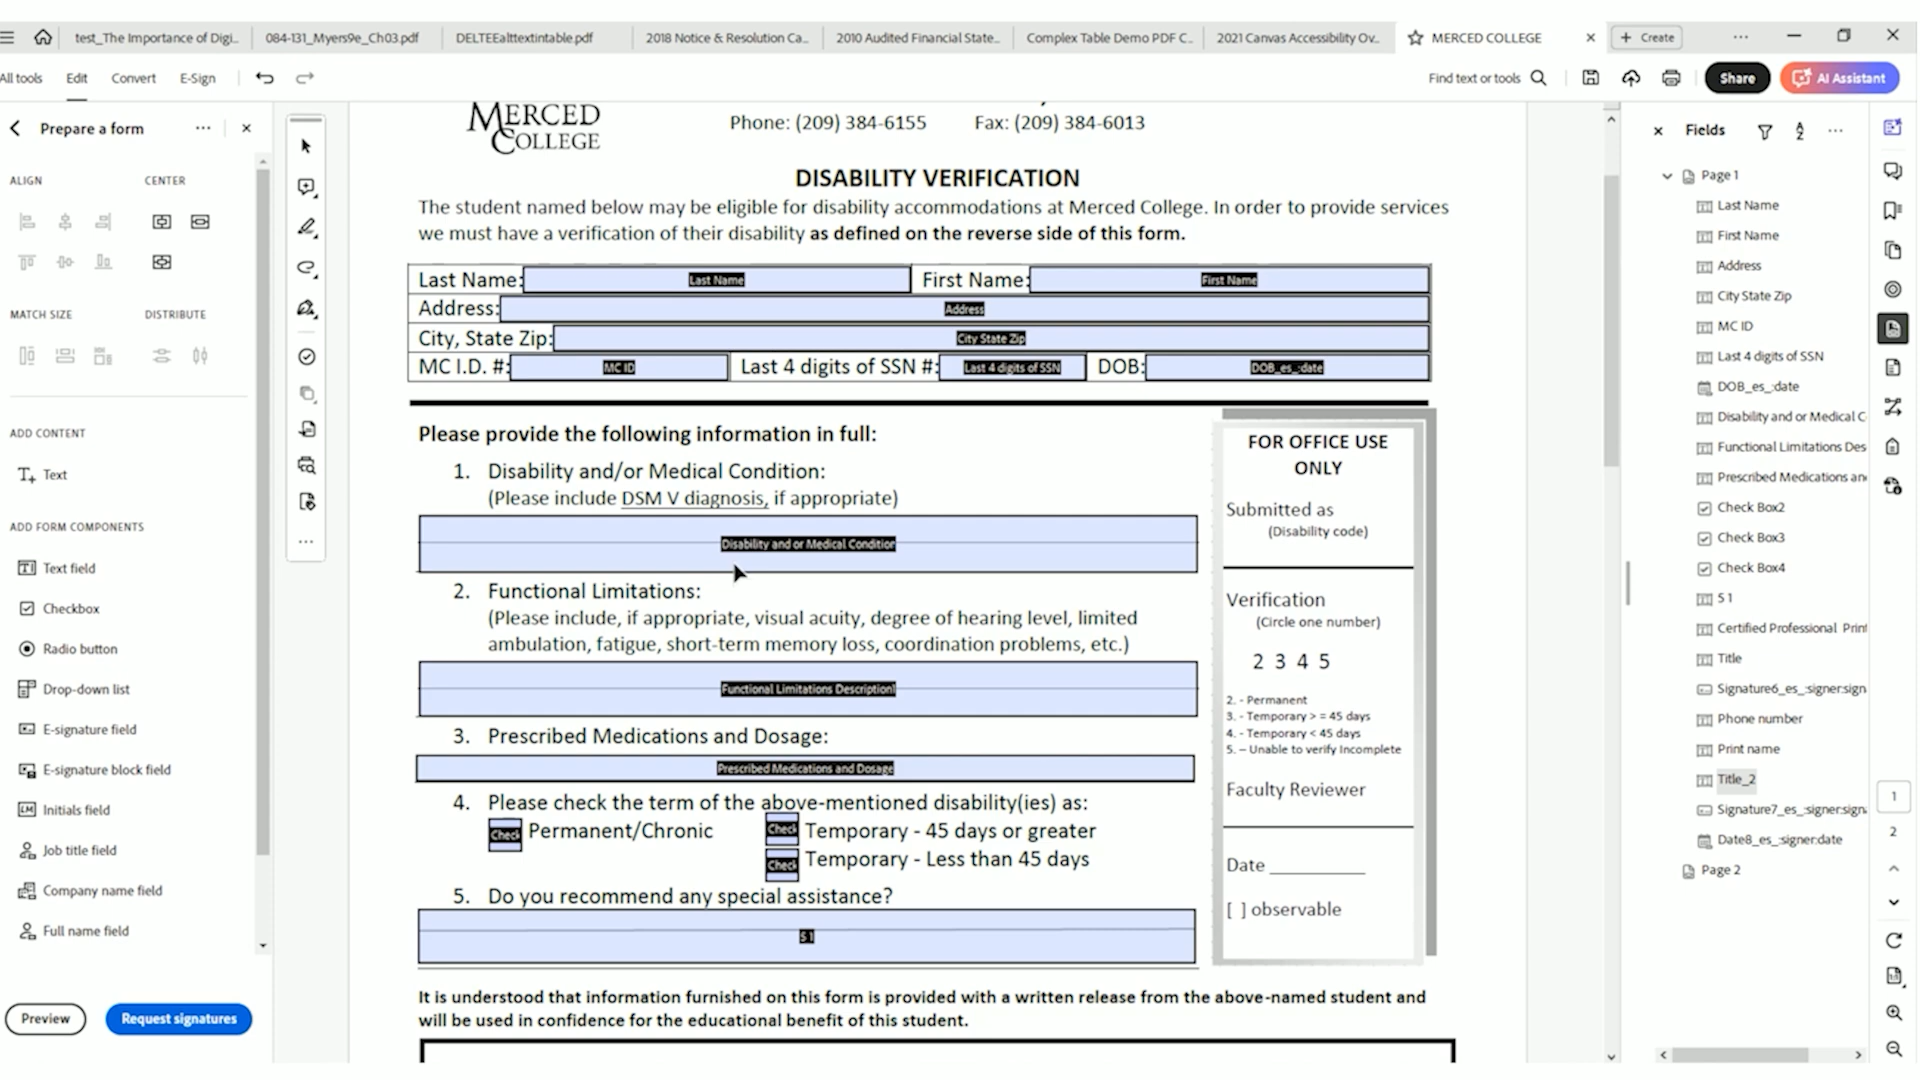 test_The Importance of Digi...
084-131_Myers9e_Ch03.pdf
DELTEEalttextintable.pdf
2018 Notice & Resolution Ca...
2010 Audited Financial State...
Complex Table Demo PDF C...
2021 Canvas Accessibility Ov...
MERCED COLLEGE
Create
All tools
Edit
Convert
E-Sign
Find text or tools
Share
AI Assistant
Prepare a form
ALIGN
CENTER
MATCH SIZE
DISTRIBUTE
ADD CONTENT
Text
ADD FORM COMPONENTS
Text field
Checkbox
Radio button
Drop-down list
E-signature field
E-signature block field
Initials field
Job title field
Company name field
Full name field
Preview
Request signatures
MERCED
COLLEGE
Phone: (209) 384-6155 Fax: (209) 384-6013
DISABILITY VERIFICATION
The student named below may be eligible for disability accommodations at Merced College. In order to provide services
we must have a verification of their disability as defined on the reverse side of this form.
Last Name: Last Name First Name: First Name
Address: Address
City, State Zip: City State Zip
MC I.D. #: MC ID Last 4 digits of SSN #: Last 4 digits of SSN DOB: DOB_es_:date
Please provide the following information in full:
1. Disability and/or Medical Condition:
(Please include DSM V diagnosis, if appropriate)
Disability and or Medical Condition
2. Functional Limitations:
(Please include, if appropriate, visual acuity, degree of hearing level, limited
ambulation, fatigue, short-term memory loss, coordination problems, etc.)
Functional Limitations Description
3. Prescribed Medications and Dosage:
Prescribed Medications and Dosage
4. Please check the term of the above-mentioned disability(ies) as:
Check Permanent/Chronic Check Temporary - 45 days or greater
Check Temporary - Less than 45 days
5. Do you recommend any special assistance?
5 1
It is understood that information furnished on this form is provided with a written release from the above-named student and
will be used in confidence for the educational benefit of this student.
FOR OFFICE USE
ONLY
Submitted as
(Disability code)
Verification
(Circle one number)
2 3 4 5
2. - Permanent
3. - Temporary > = 45 days
4. - Temporary < 45 days
5. – Unable to verify Incomplete
Faculty Reviewer
Date __________
[ ] observable
Fields
Page 1
Last Name
First Name
Address
City State Zip
MC ID
Last 4 digits of SSN
DOB_es_:date
Disability and or Medical C
Functional Limitations Des
Prescribed Medications an
Check Box2
Check Box3
Check Box4
5 1
Certified Professional Print
Title
Signature6_es_:signer:sign
Phone number
Print name
Title_2
Signature7_es_:signer:sign
Date8_es_:signer:date
Page 2
1
2